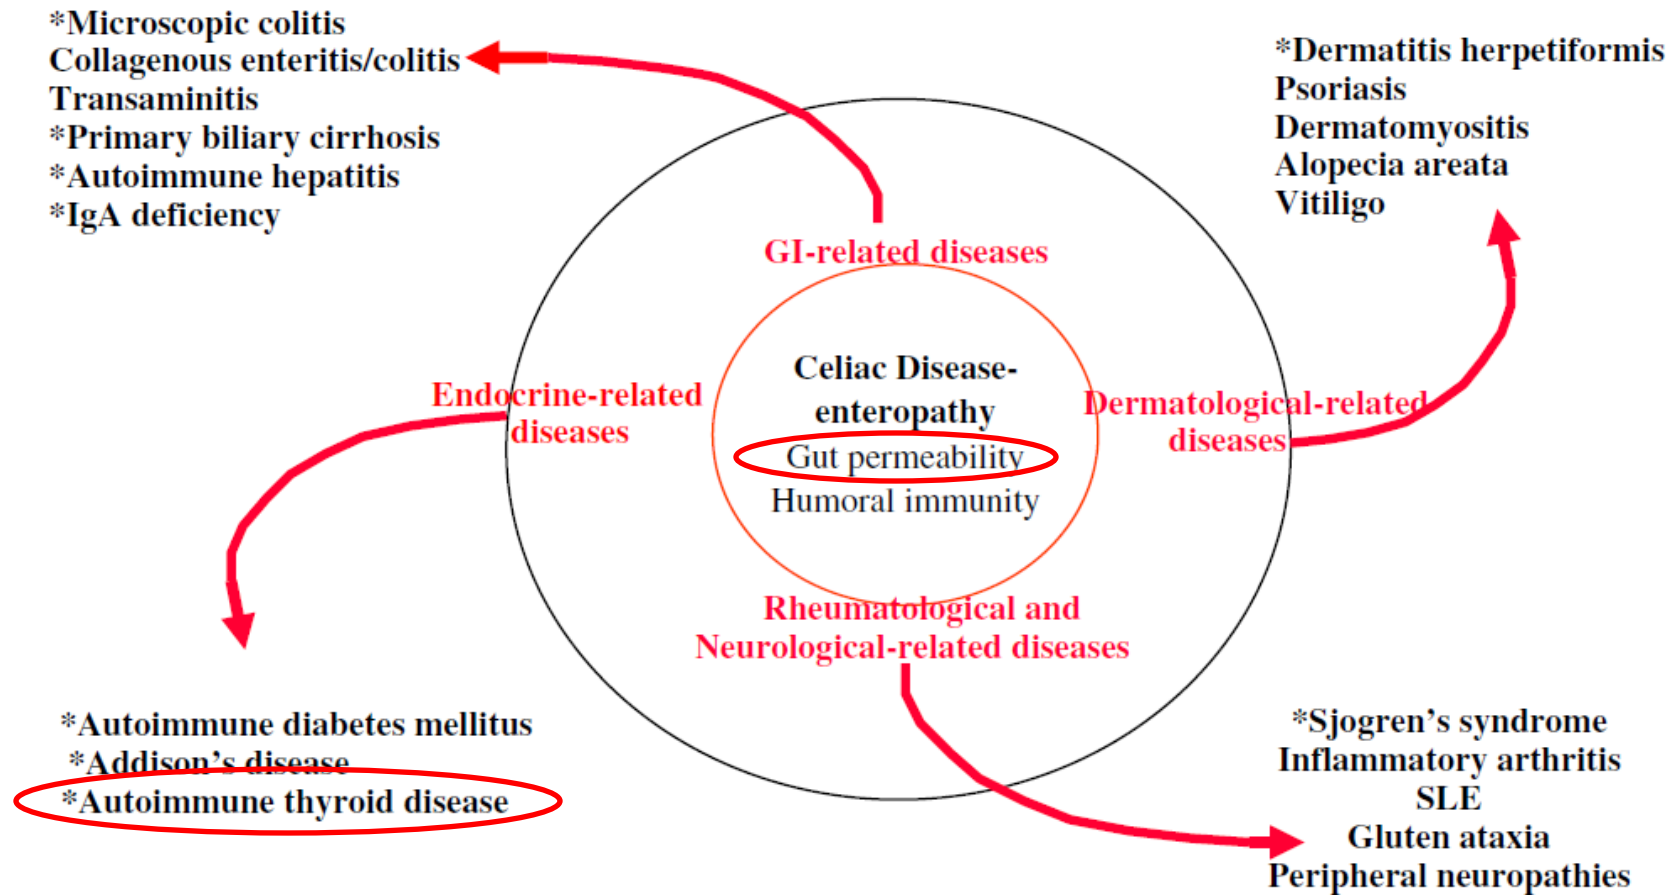 *Microscopic colitis
Collagenous enteritis/colitis
Transaminitis
*Primary biliary cirrhosis
*Autoimmune hepatitis
*IgA deficiency
*Dermatitis herpetiformis
Psoriasis
Dermatomyositis
Alopecia areata
Vitiligo
GI-related diseases
Celiac Disease-
enteropathy
Gut permeability
Humoral immunity
Endocrine-related
diseases
Dermatological-related
diseases
Rheumatological and
Neurological-related diseases
*Autoimmune diabetes mellitus
*Addison's disease
*Autoimmune thyroid disease
*Sjogren's syndrome
Inflammatory arthritis
SLE
Gluten ataxia
Peripheral neuropathies